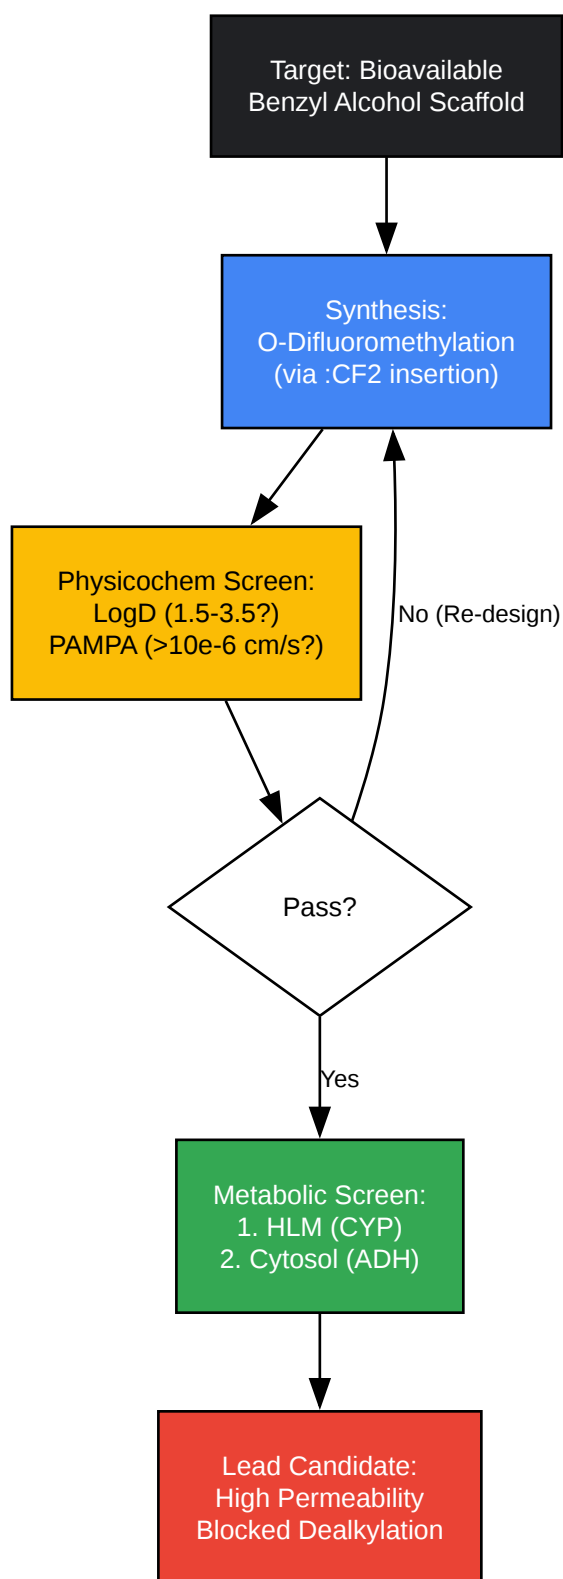 Target: Bioavailable
Benzyl Alcohol Scaffold
Synthesis:
O-Difluoromethylation
(via :CF2 insertion)
Physicochem Screen:
LogD (1.5-3.5?)
PAMPA (>10e-6 cm/s?)
No (Re-design)
Pass?
Yes
Metabolic Screen:
1. HLM (CYP)
2. Cytosol (ADH)
Lead Candidate:
High Permeability
Blocked Dealkylation